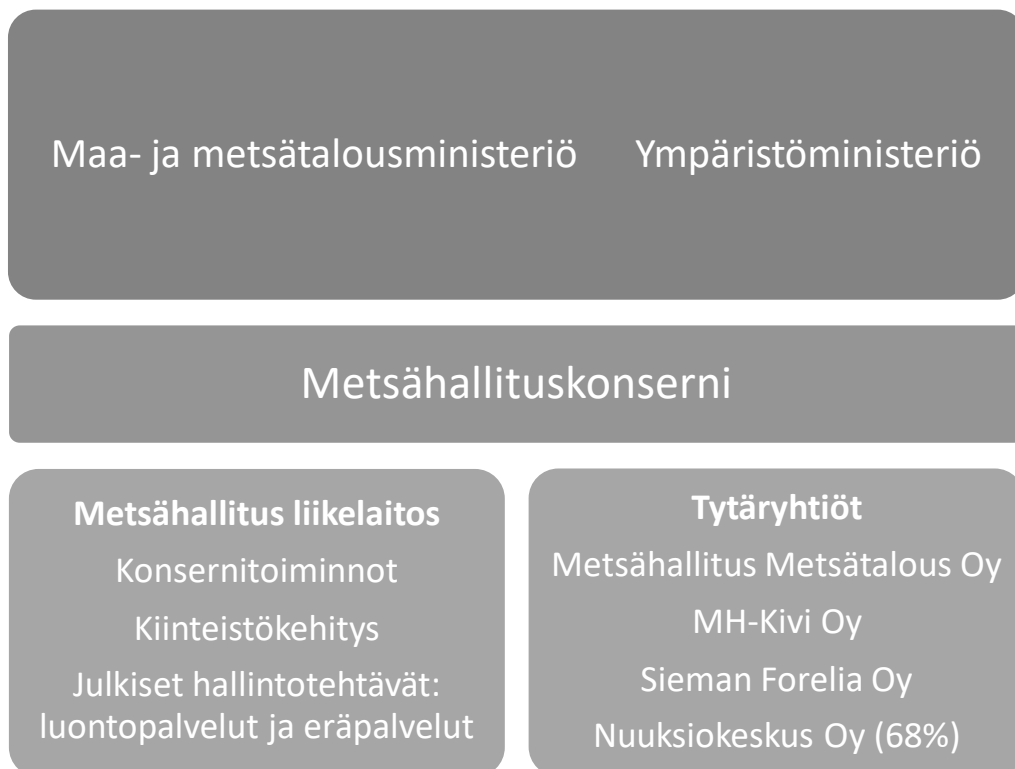 Maa- ja metsätalousministeriö Ympäristöministeriö
Metsähallituskonserni
Metsähallitus liikelaitos
Konsernitoiminnot
Kiinteistökehitys
Julkiset hallintotehtävät:
luontopalvelut ja eräpalvelut
Tytäryhtiöt
Metsähallitus Metsätalous Oy
MH-Kivi Oy
Sieman Forelia Oy
Nuuksiokeskus Oy (68%)